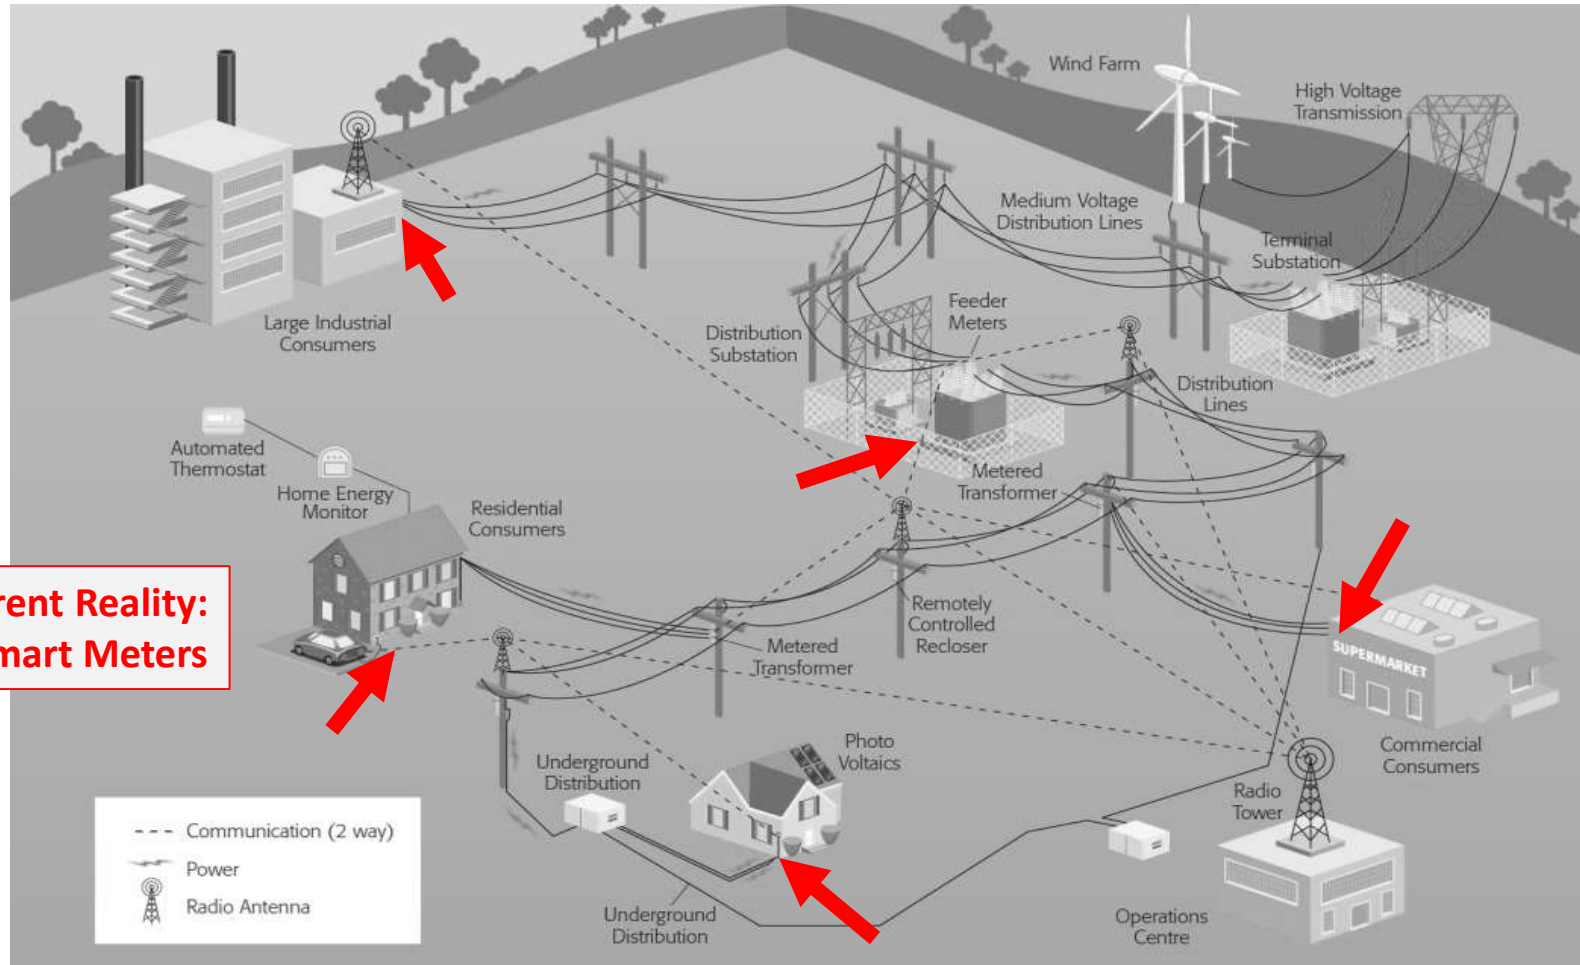 Wind Farm
High Voltage
Transmission
Medium Voltage
Distribution Lines
Terminal
Substation
Large Industrial
Consumers
Distribution
Substation
Feeder
Meters
Distribution
Lines
Automated
Thermostat
Home Energy
Monitor
Residential
Consumers
Metered
Transformer
rent Reality:
mart Meters
Remotely
Controlled
Recloser
Metered
Transformer
SUPERMARKET
Commercial
Consumers
Photo
Voltaics
Underground
Distribution
Radio
Tower
Communication (2 way)
Power
Radio Antenna
Underground
Distribution
Operations
Centre